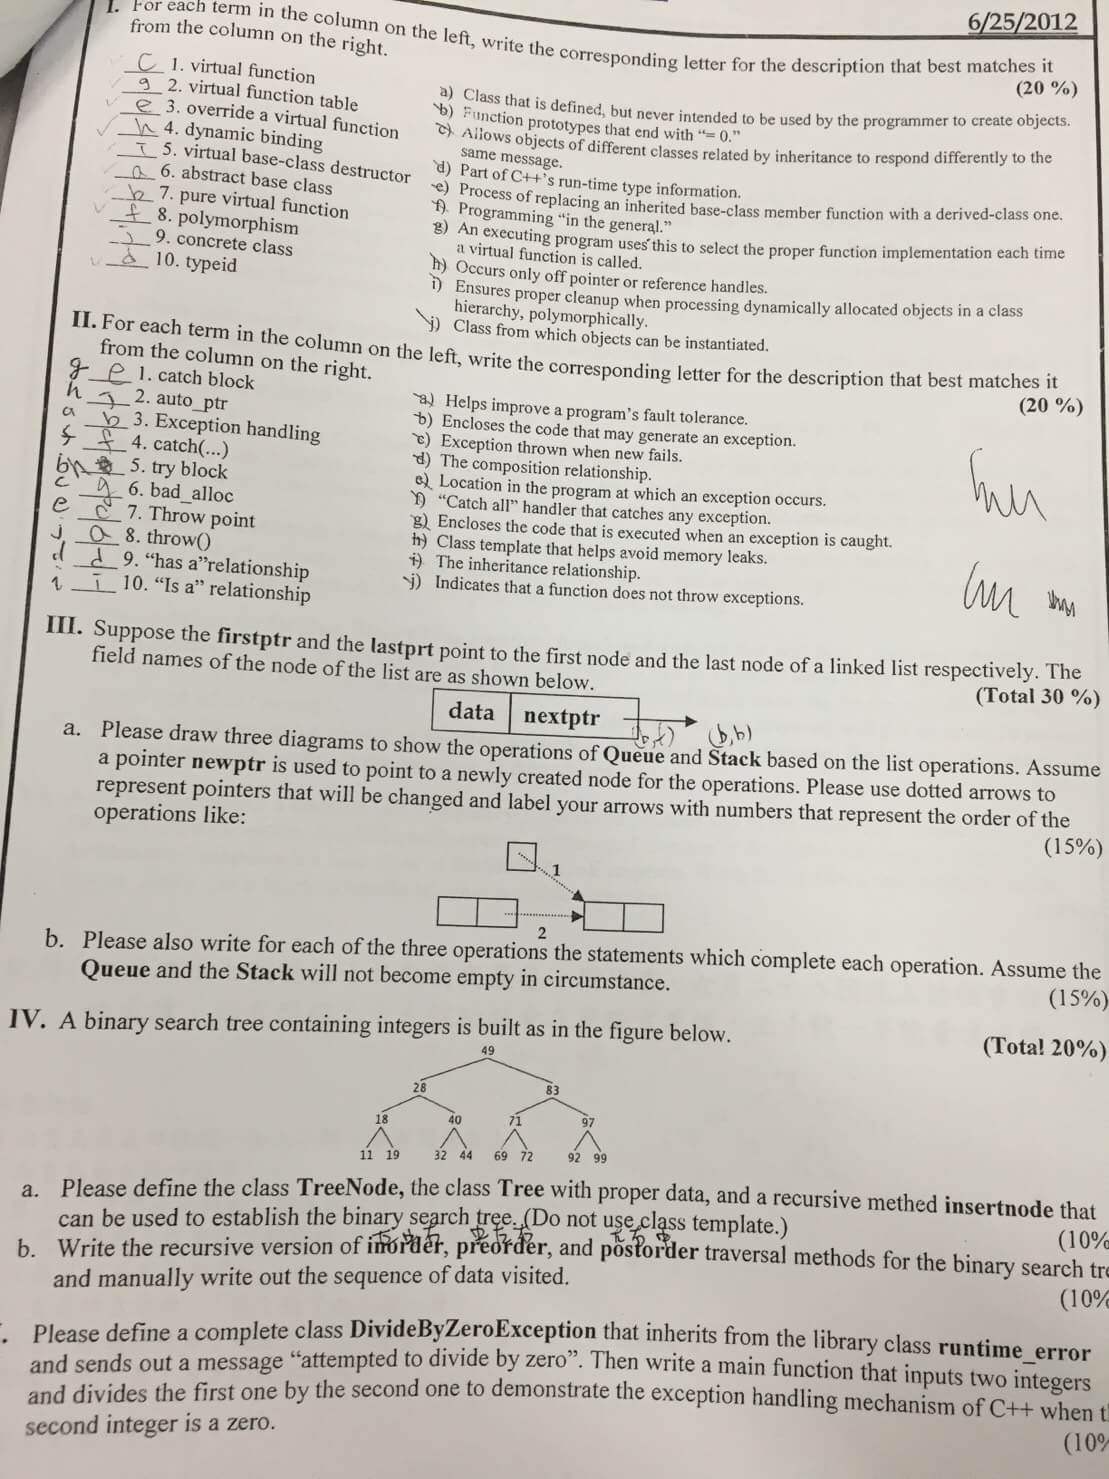 6/25/2012
I. For each term in the column on the left, write the corresponding letter for the description that best matches it
from the column on the right.
(20 %)
C 1. virtual function
g 2. virtual function table
e 3. override a virtual function
h 4. dynamic binding
i 5. virtual base-class destructor
a 6. abstract base class
b 7. pure virtual function
f 8. polymorphism
j 9. concrete class
d 10. typeid
a) Class that is defined, but never intended to be used by the programmer to create objects.
b) Function prototypes that end with “= 0.”
c) Allows objects of different classes related by inheritance to respond differently to the
same message.
d) Part of C++’s run-time type information.
e) Process of replacing an inherited base-class member function with a derived-class one.
f) Programming “in the general.”
g) An executing program uses this to select the proper function implementation each time
a virtual function is called.
h) Occurs only off pointer or reference handles.
i) Ensures proper cleanup when processing dynamically allocated objects in a class
hierarchy, polymorphically.
j) Class from which objects can be instantiated.
II. For each term in the column on the left, write the corresponding letter for the description that best matches it
from the column on the right.
(20 %)
g e 1. catch block
h j 2. auto_ptr
a b 3. Exception handling
f f 4. catch(...)
b h 5. try block
c g 6. bad_alloc
e c 7. Throw point
j a 8. throw()
d d 9. “has a”relationship
i i 10. “Is a” relationship
a) Helps improve a program’s fault tolerance.
b) Encloses the code that may generate an exception.
c) Exception thrown when new fails.
d) The composition relationship.
e) Location in the program at which an exception occurs.
f) “Catch all” handler that catches any exception.
g) Encloses the code that is executed when an exception is caught.
h) Class template that helps avoid memory leaks.
i) The inheritance relationship.
j) Indicates that a function does not throw exceptions.
III. Suppose the firstptr and the lastprt point to the first node and the last node of a linked list respectively. The
field names of the node of the list are as shown below.
(Total 30 %)
data nextptr
(b,f) (b,b)
a. Please draw three diagrams to show the operations of Queue and Stack based on the list operations. Assume
a pointer newptr is used to point to a newly created node for the operations. Please use dotted arrows to
represent pointers that will be changed and label your arrows with numbers that represent the order of the
operations like:
(15%)
1
2
b. Please also write for each of the three operations the statements which complete each operation. Assume the
Queue and the Stack will not become empty in circumstance.
(15%)
IV. A binary search tree containing integers is built as in the figure below.
(Total 20%)
49
28 83
18 40 71 97
11 19 32 44 69 72 92 99
a. Please define the class TreeNode, the class Tree with proper data, and a recursive methed insertnode that
can be used to establish the binary search tree. (Do not use class template.)
(10%
左中右 中左右 左右中
b. Write the recursive version of inorder, preorder, and postorder traversal methods for the binary search tre
and manually write out the sequence of data visited.
(10%
. Please define a complete class DivideByZeroException that inherits from the library class runtime_error
and sends out a message “attempted to divide by zero”. Then write a main function that inputs two integers
and divides the first one by the second one to demonstrate the exception handling mechanism of C++ when t
second integer is a zero.
(10%